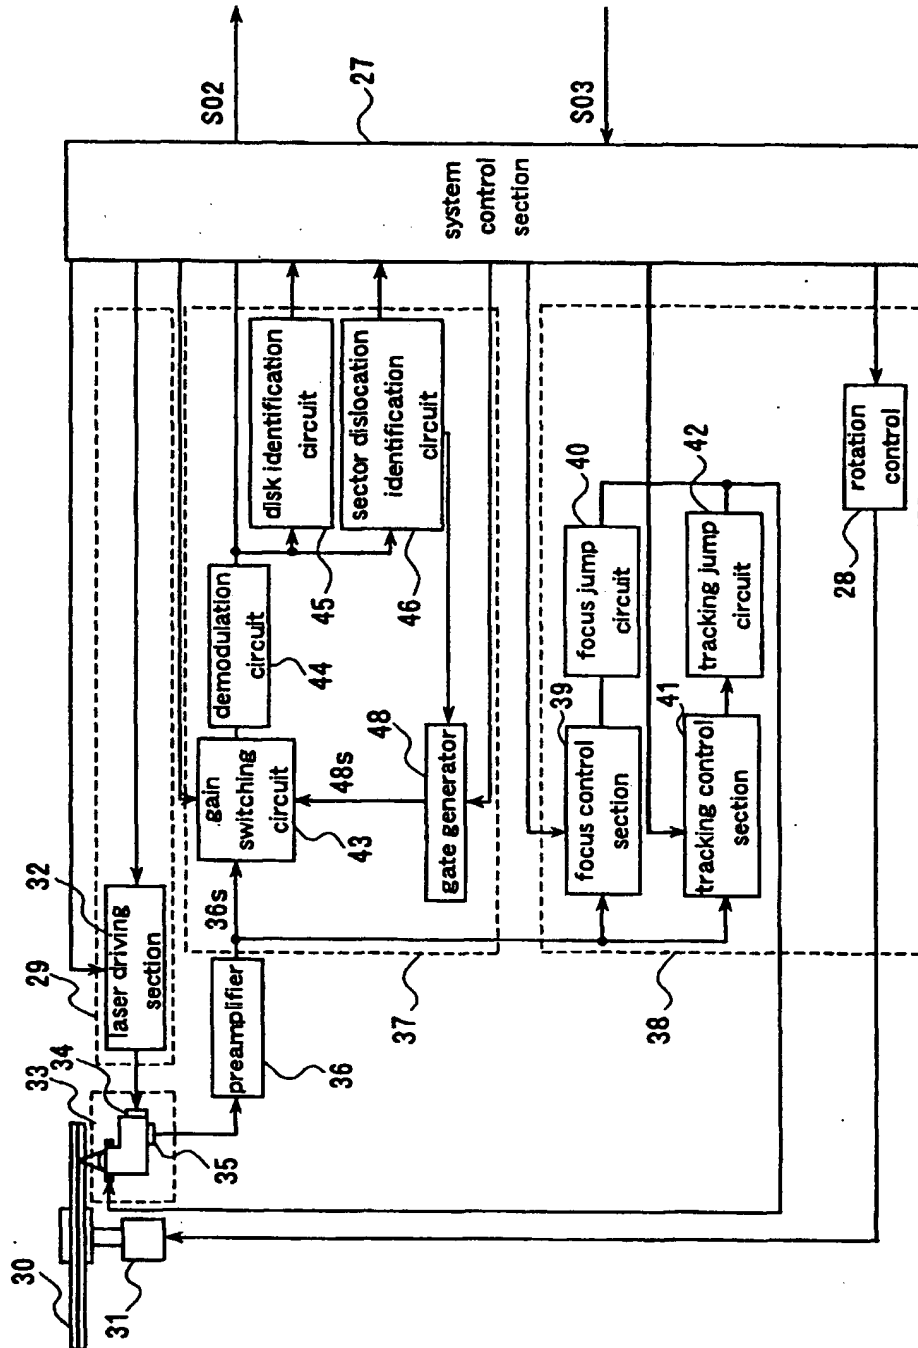 30
31
33
34
35
29
32
laser driving
section
preamplifier
36
36s
37
gain
switching
circuit
43
demodulation
circuit
44
disk identification
circuit
45
sector dislocation
identification
circuit
46
48
48s
gate generator
38
39
focus control
section
40
focus jump
circuit
41
tracking control
section
42
tracking jump
circuit
28
rotation
control
system
control
section
27
S02
S03